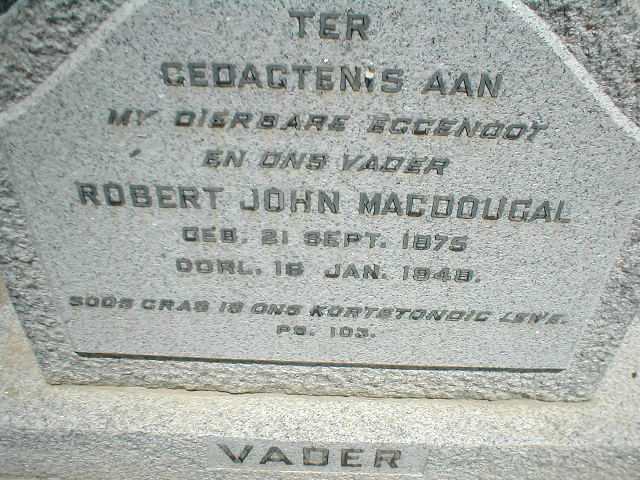 TER
GEDAGTENIS AAN
MY DIERBARE EGGENOOT
EN ONS VADER
ROBERT JOHN MACDOUGAL
GEB. 21 SEPT. 1875
OORL. 16 JAN. 1948.
SOOS GRAS IS ONS KORTSTONDIG LEWE.
PS. 103.
VADER